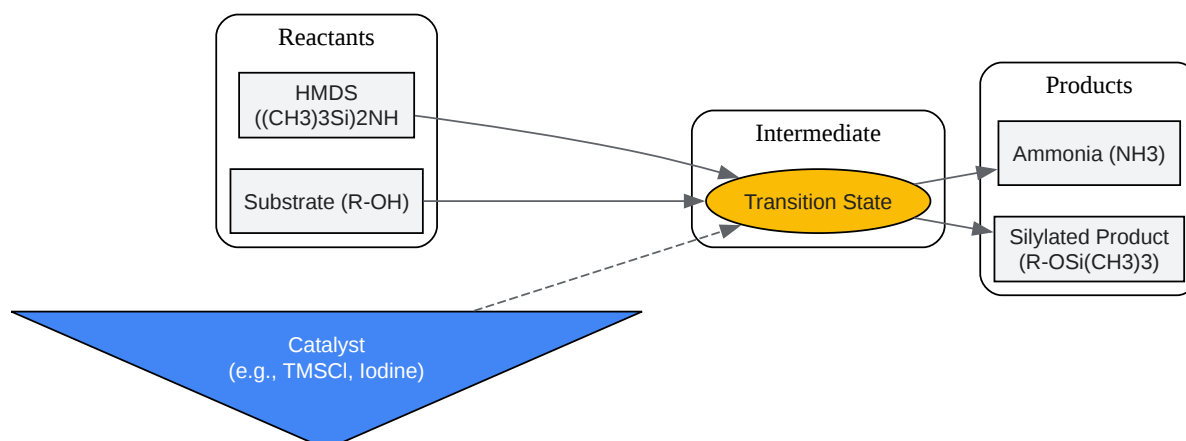 Reactants
HMDS
((CH3)3Si)2NH
Substrate (R-OH)
Intermediate
Transition State
Products
Ammonia (NH3)
Silylated Product
(R-OSi(CH3)3)
Catalyst
(e.g., TMSCl, Iodine)